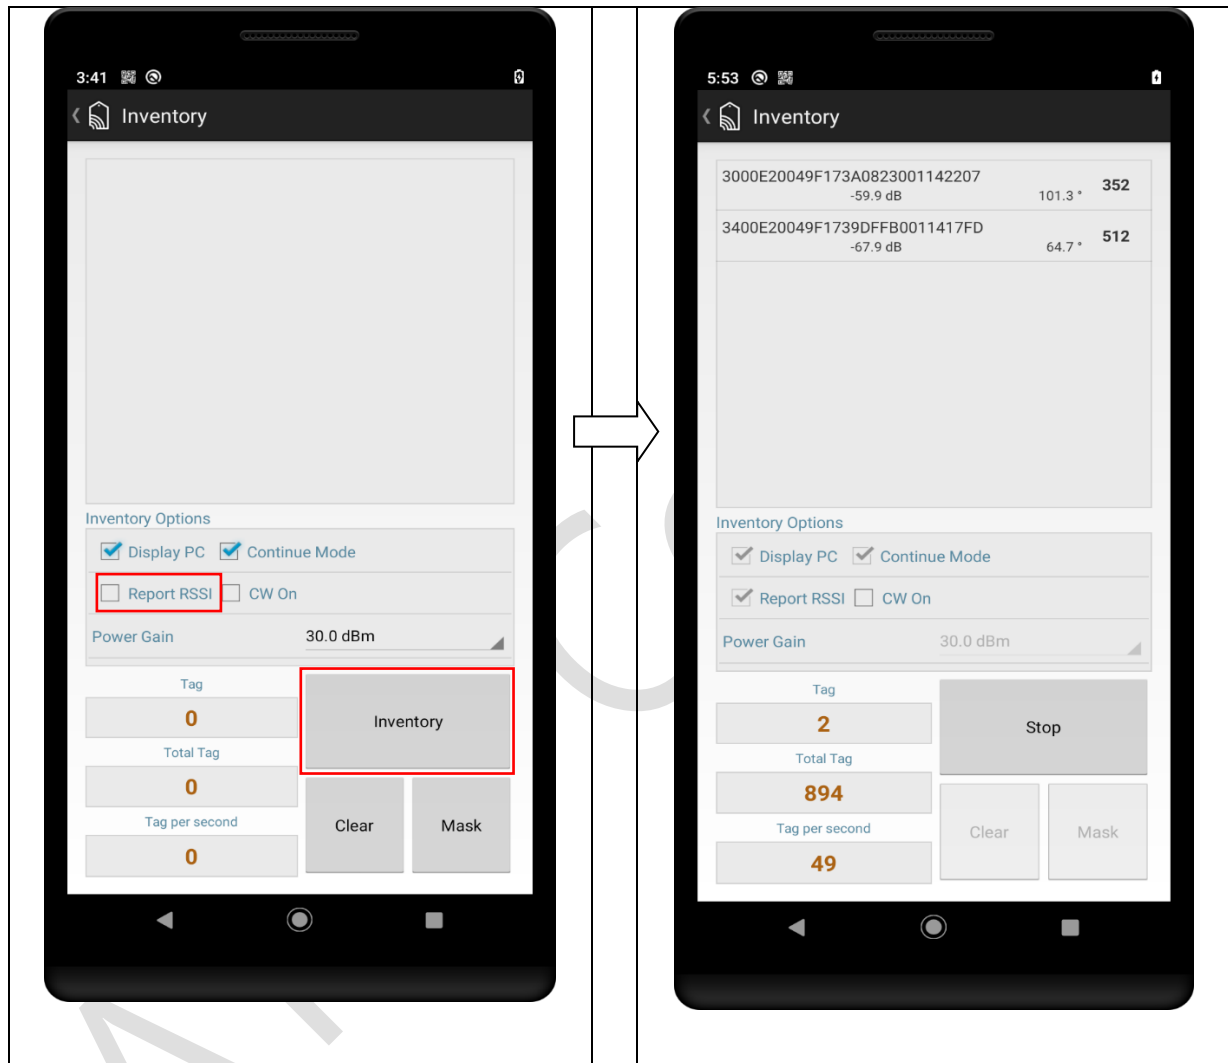 3:41
Inventory
Inventory Options
Display PC
Continue Mode
Report RSSI
CW On
Power Gain
30.0 dBm
Tag
0
Inventory
Total Tag
0
Tag per second
0
Clear
Mask
5:53
Inventory
3000E20049F173A0823001142207
-59.9 dB
101.3 °
352
3400E20049F1739DFFB0011417FD
-67.9 dB
64.7 °
512
Inventory Options
Display PC
Continue Mode
Report RSSI
CW On
Power Gain
30.0 dBm
Tag
2
Stop
Total Tag
894
Tag per second
49
Clear
Mask